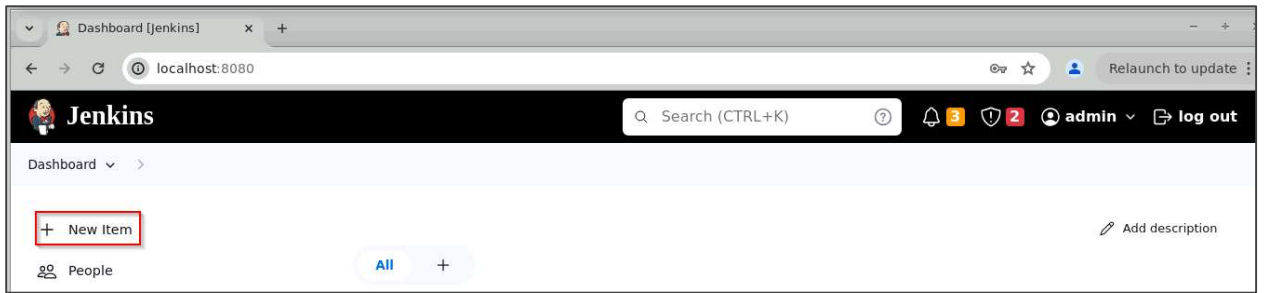 Dashboard [Jenkins]
localhost:8080
Relaunch to update
Jenkins
Search (CTRL+K)
3
2
admin
log out
Dashboard
New Item
Add description
People
All